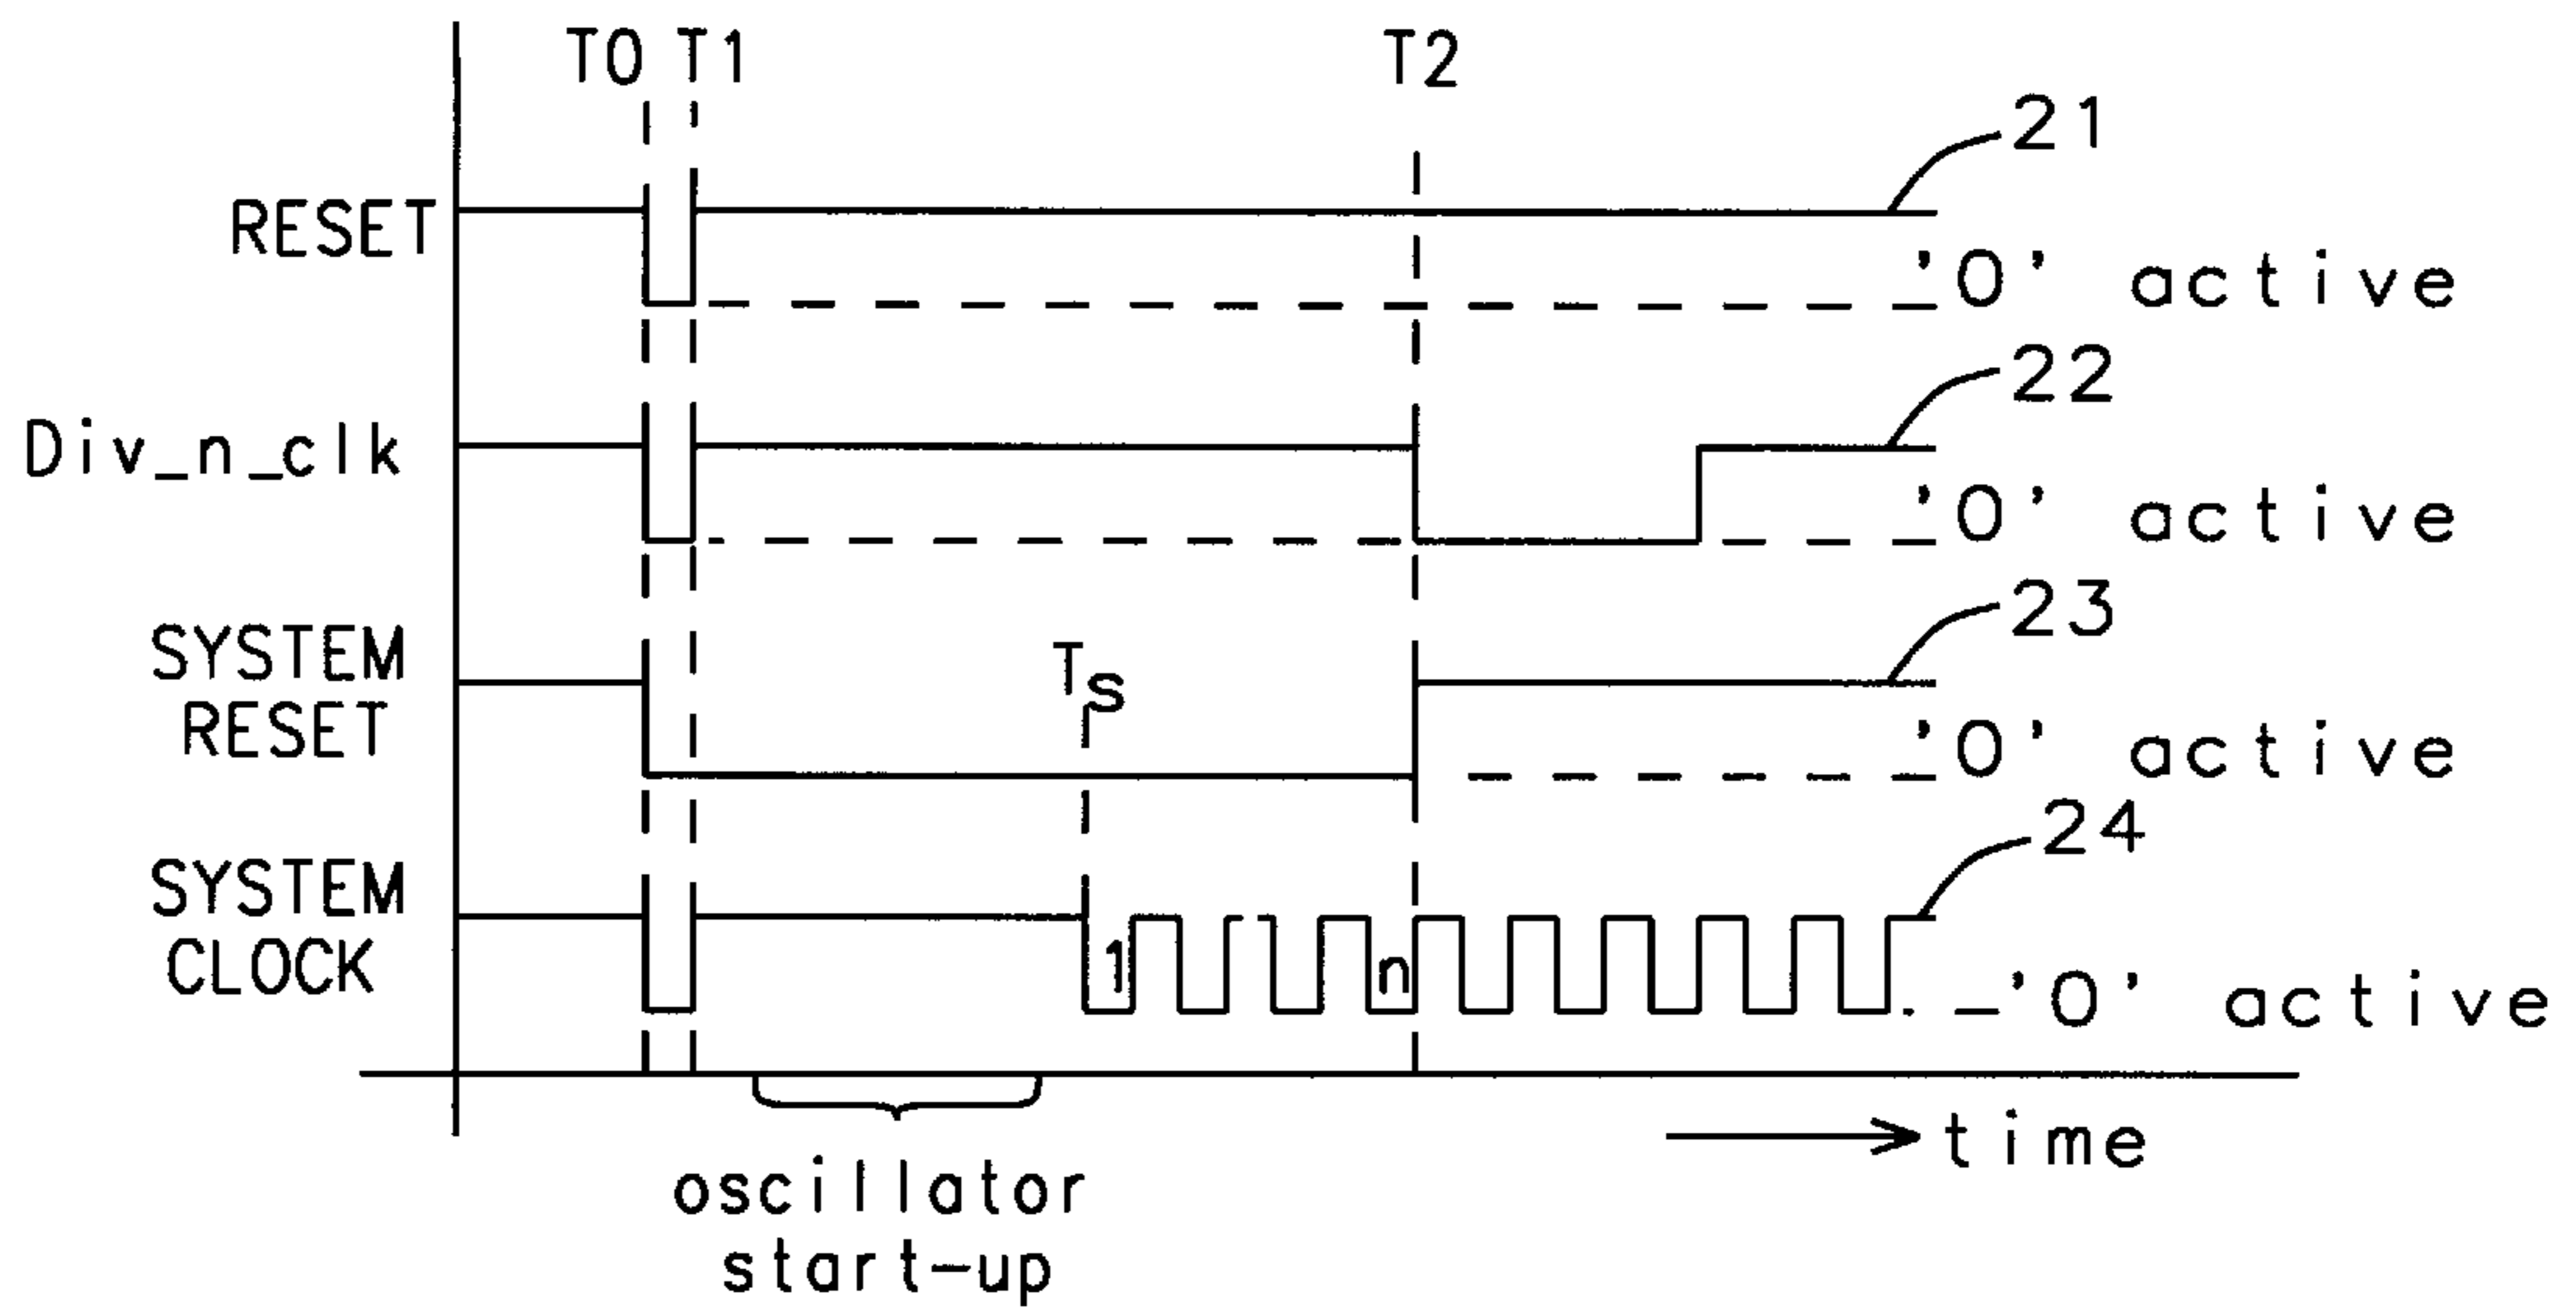 T0 T1 T2
21
RESET
'0' active
22
Div_n_clk
'0' active
23
SYSTEM
RESET
Ts
'0' active
24
SYSTEM
CLOCK
1 n
'0' active
time
oscillator
start-up